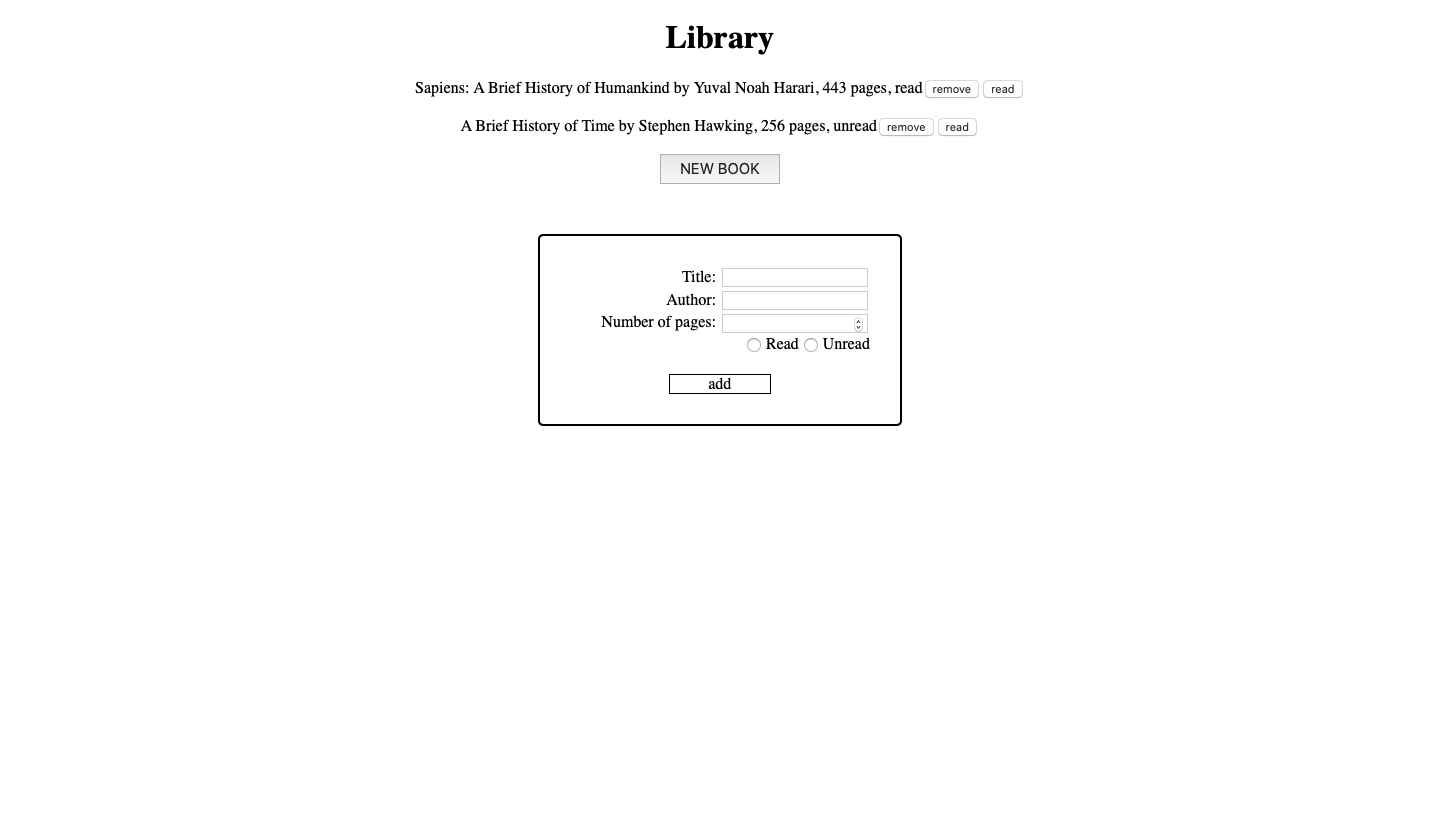 Library
Sapiens: A Brief History of Humankind by Yuval Noah Harari, 443 pages, read remove read
A Brief History of Time by Stephen Hawking, 256 pages, unread remove read
NEW BOOK
Title:
Author:
Number of pages:
Read Unread
add